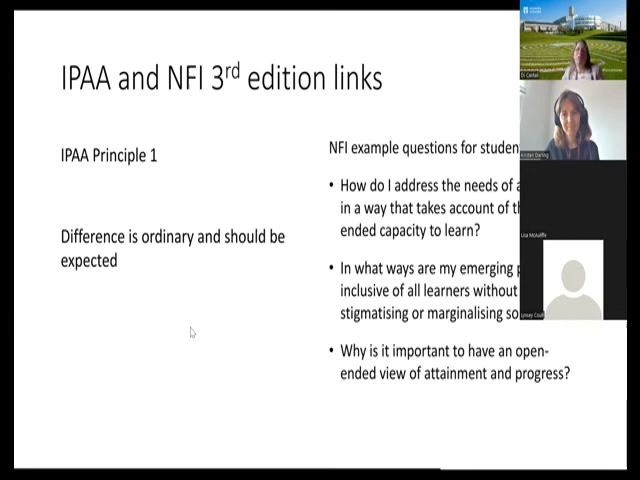 IPAA and NFI 3rd edition links
IPAA Principle 1
Difference is ordinary and should be
expected
NFI example questions for studen
• How do I address the needs of a
in a way that takes account of th
ended capacity to learn?
• In what ways are my emerging p
inclusive of all learners without
stigmatising or marginalising so
• Why is it important to have an open-
ended view of attainment and progress?
Di Cantali
Kirsten Darling
Lisa McAuliffe
Lynsey